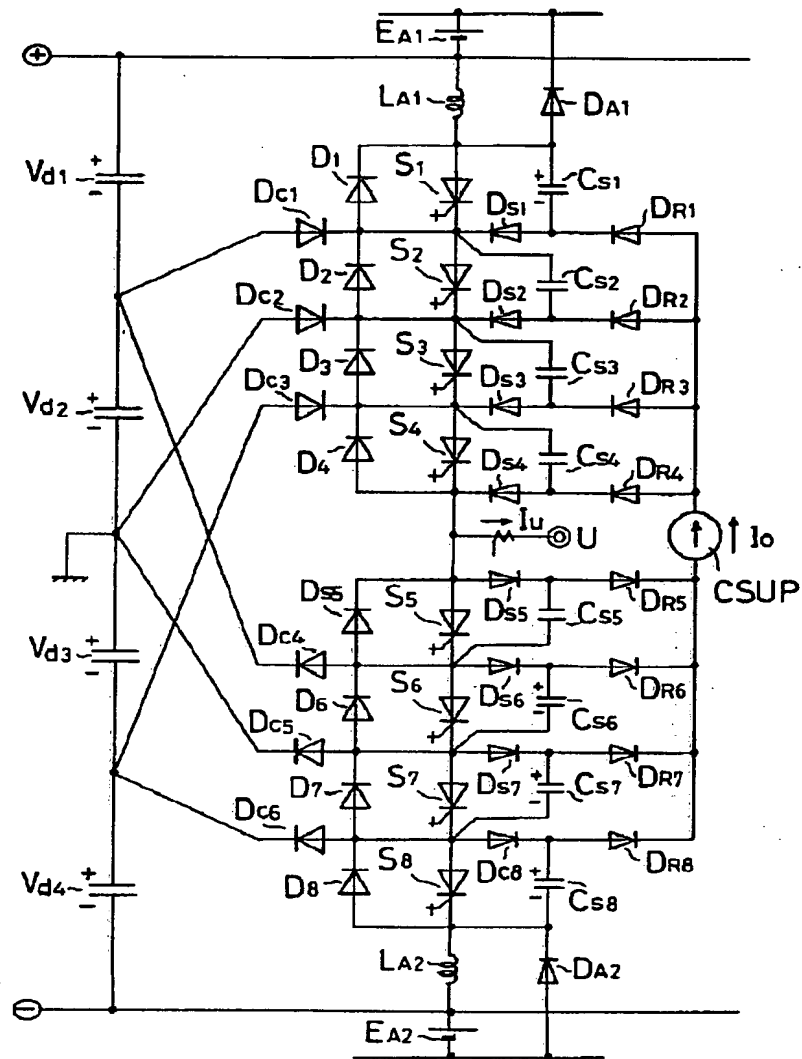 EA1
+
LA1
DA1
Vd1
+
-
D1
S1
+
+
-
CS1
DC1
DS1
DR1
S2
+
D2
CS2
DC2
DS2
DR2
S3
+
D3
CS3
DC3
DS3
DR3
Vd2
+
-
S4
+
D4
CS4
DS4
DR4
Iu
U
Io
CSUP
DS5
S5
+
DS5
CS5
DR5
Vd3
+
-
DC4
S6
+
D6
DS6
+
-
CS6
DR6
DC5
S7
+
D7
DS7
+
-
CS7
DR7
DC6
S8
+
D8
DC8
+
-
CS8
DR8
Vd4
+
-
LA2
DA2
-
EA2